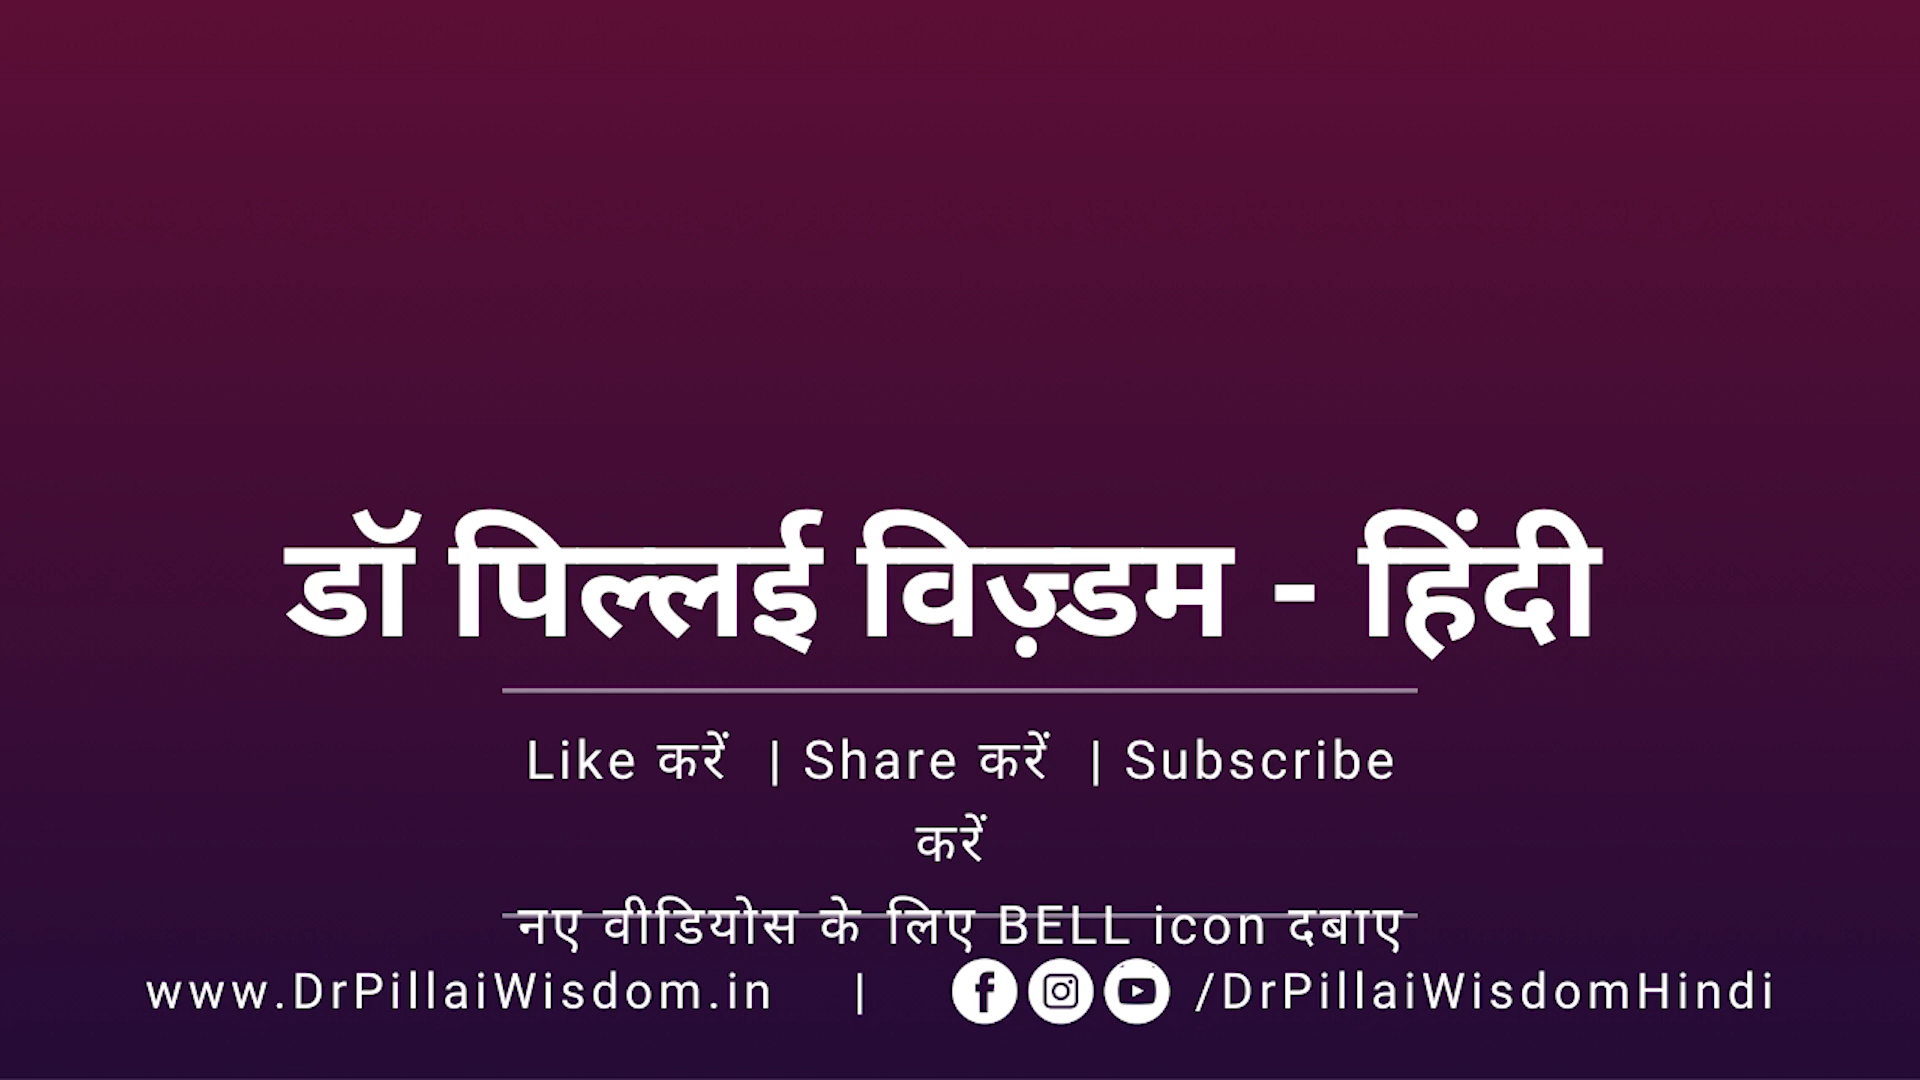 डॉ पिल्लई विज़्डम - हिंदी
Like करें | Share करें | Subscribe
करें
नए वीडियोस के लिए BELL icon दबाए
www.DrPillaiWisdom.in | /DrPillaiWisdomHindi